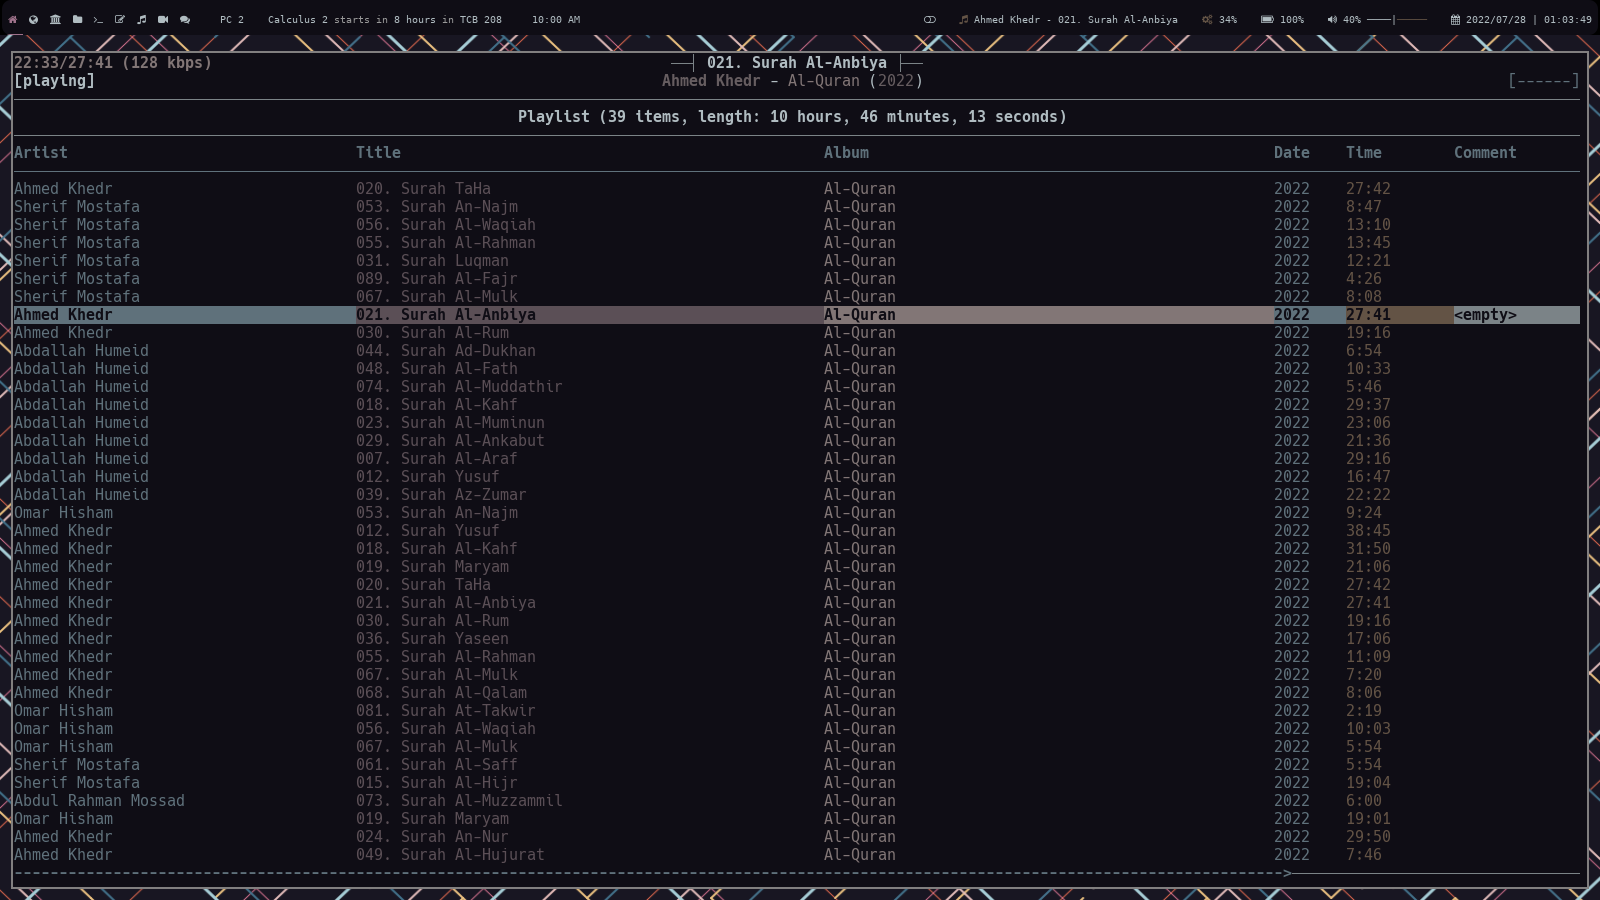 PC 2 Calculus 2 starts in 8 hours in TCB 208 10:00 AM Ahmed Khedr - 021. Surah Al-Anbiya 34% 100% 40% 2022/07/28 | 01:03:49
22:33/27:41 (128 kbps) 021. Surah Al-Anbiya
[playing] Ahmed Khedr - Al-Quran (2022) [------]
Playlist (39 items, length: 10 hours, 46 minutes, 13 seconds)
Artist Title Album Date Time Comment
Ahmed Khedr 020. Surah TaHa Al-Quran 2022 27:42
Sherif Mostafa 053. Surah An-Najm Al-Quran 2022 8:47
Sherif Mostafa 056. Surah Al-Waqiah Al-Quran 2022 13:10
Sherif Mostafa 055. Surah Al-Rahman Al-Quran 2022 13:45
Sherif Mostafa 031. Surah Luqman Al-Quran 2022 12:21
Sherif Mostafa 089. Surah Al-Fajr Al-Quran 2022 4:26
Sherif Mostafa 067. Surah Al-Mulk Al-Quran 2022 8:08
Ahmed Khedr 021. Surah Al-Anbiya Al-Quran 2022 27:41 <empty>
Ahmed Khedr 030. Surah Al-Rum Al-Quran 2022 19:16
Abdallah Humeid 044. Surah Ad-Dukhan Al-Quran 2022 6:54
Abdallah Humeid 048. Surah Al-Fath Al-Quran 2022 10:33
Abdallah Humeid 074. Surah Al-Muddathir Al-Quran 2022 5:46
Abdallah Humeid 018. Surah Al-Kahf Al-Quran 2022 29:37
Abdallah Humeid 023. Surah Al-Muminun Al-Quran 2022 23:06
Abdallah Humeid 029. Surah Al-Ankabut Al-Quran 2022 21:36
Abdallah Humeid 007. Surah Al-Araf Al-Quran 2022 29:16
Abdallah Humeid 012. Surah Yusuf Al-Quran 2022 16:47
Abdallah Humeid 039. Surah Az-Zumar Al-Quran 2022 22:22
Omar Hisham 053. Surah An-Najm Al-Quran 2022 9:24
Ahmed Khedr 012. Surah Yusuf Al-Quran 2022 38:45
Ahmed Khedr 018. Surah Al-Kahf Al-Quran 2022 31:50
Ahmed Khedr 019. Surah Maryam Al-Quran 2022 21:06
Ahmed Khedr 020. Surah TaHa Al-Quran 2022 27:42
Ahmed Khedr 021. Surah Al-Anbiya Al-Quran 2022 27:41
Ahmed Khedr 030. Surah Al-Rum Al-Quran 2022 19:16
Ahmed Khedr 036. Surah Yaseen Al-Quran 2022 17:06
Ahmed Khedr 055. Surah Al-Rahman Al-Quran 2022 11:09
Ahmed Khedr 067. Surah Al-Mulk Al-Quran 2022 7:20
Ahmed Khedr 068. Surah Al-Qalam Al-Quran 2022 8:06
Omar Hisham 081. Surah At-Takwir Al-Quran 2022 2:19
Omar Hisham 056. Surah Al-Waqiah Al-Quran 2022 10:03
Omar Hisham 067. Surah Al-Mulk Al-Quran 2022 5:54
Sherif Mostafa 061. Surah Al-Saff Al-Quran 2022 5:54
Sherif Mostafa 015. Surah Al-Hijr Al-Quran 2022 19:04
Abdul Rahman Mossad 073. Surah Al-Muzzammil Al-Quran 2022 6:00
Omar Hisham 019. Surah Maryam Al-Quran 2022 19:01
Ahmed Khedr 024. Surah An-Nur Al-Quran 2022 29:50
Ahmed Khedr 049. Surah Al-Hujurat Al-Quran 2022 7:46